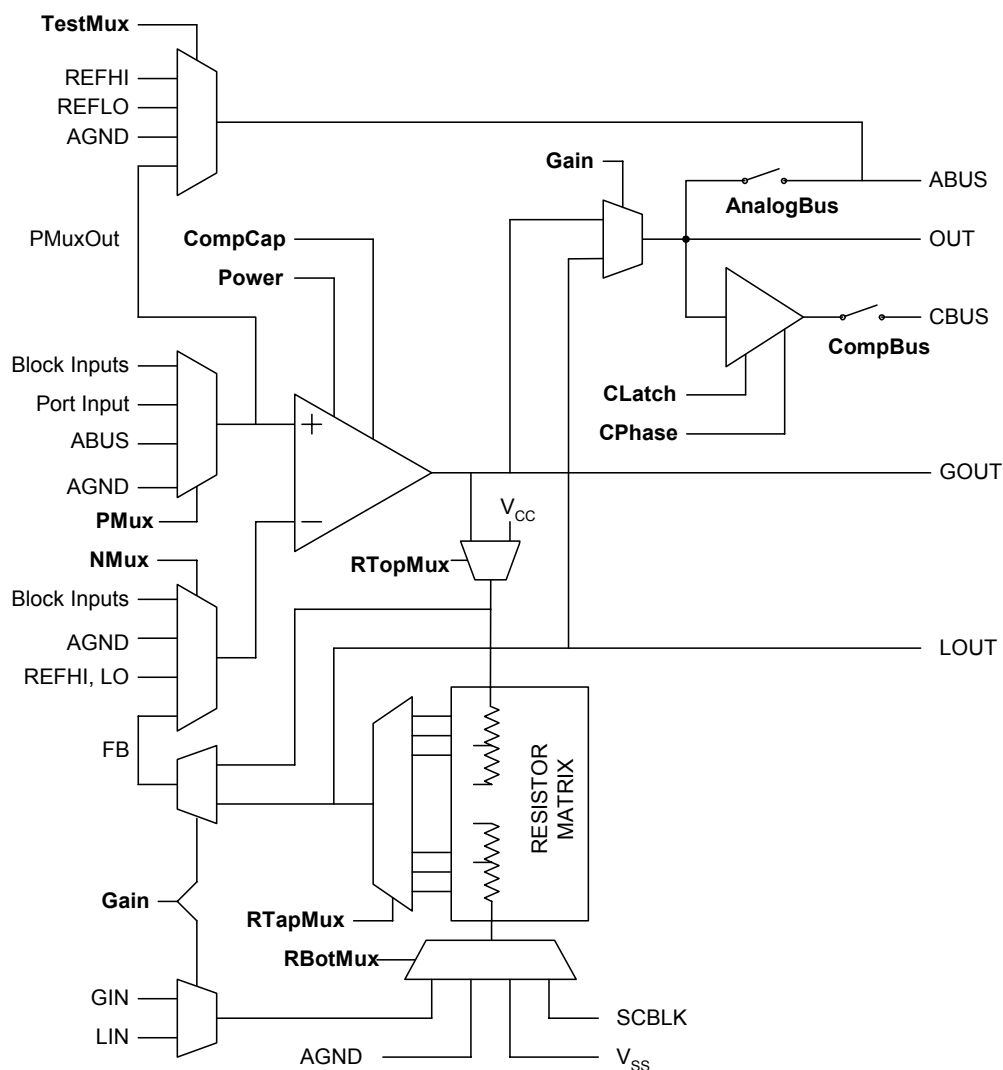 TestMux
REFHI
REFLO
AGND
Gain
ABUS
AnalogBus
PMuxOut
CompCap
OUT
Power
CBUS
CompBus
Block Inputs
Port Input
CLatch
ABUS
CPhase
AGND
GOUT
PMux
VCC
NMux
RTopMux
Block Inputs
AGND
LOUT
REFHI, LO
FB
RESISTOR
MATRIX
Gain
RTapMux
RBotMux
GIN
SCBLK
LIN
AGND
VSS